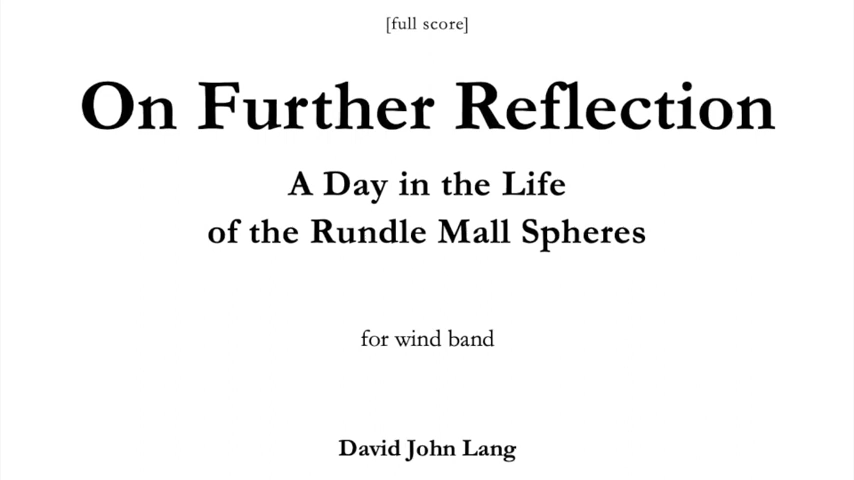 [full score]
On Further Reflection
A Day in the Life
of the Rundle Mall Spheres
for wind band
David John Lang